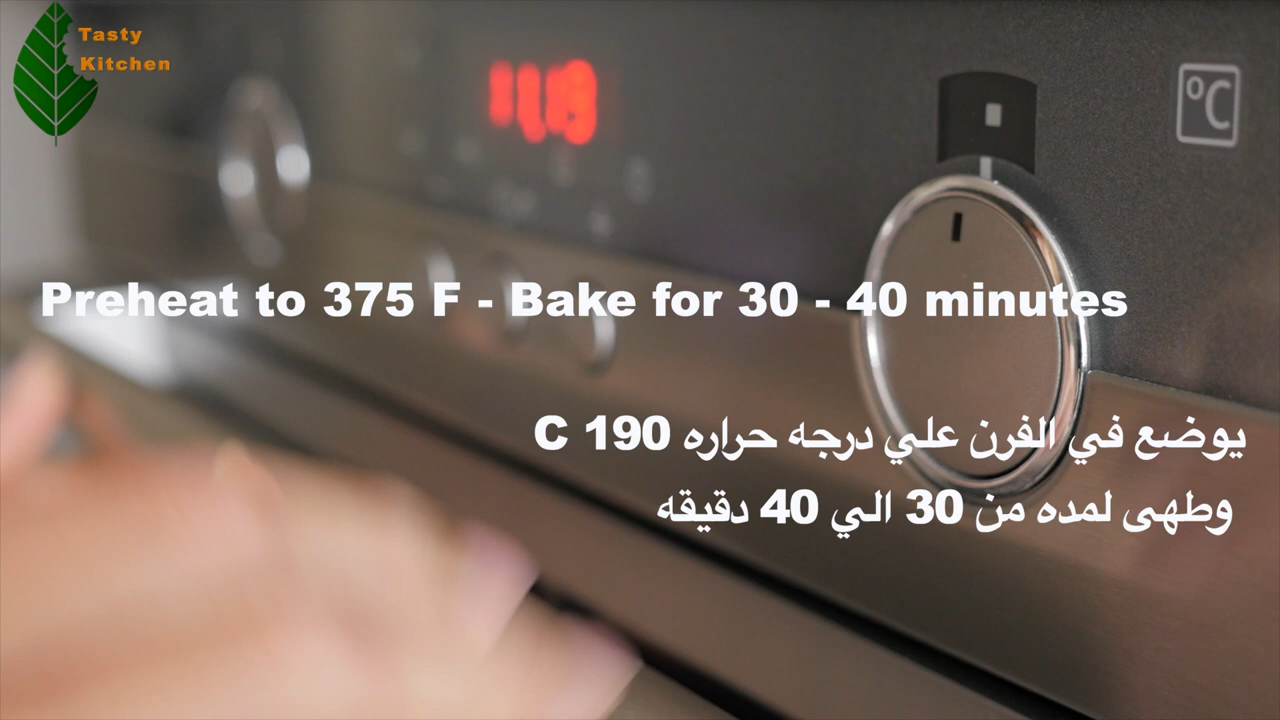 Tasty
Kitchen
°C
Preheat to 375 F - Bake for 30 - 40 minutes
يوضع في الفرن علي درجه حراره 190 C
وطهى لمده من 30 الي 40 دقيقه